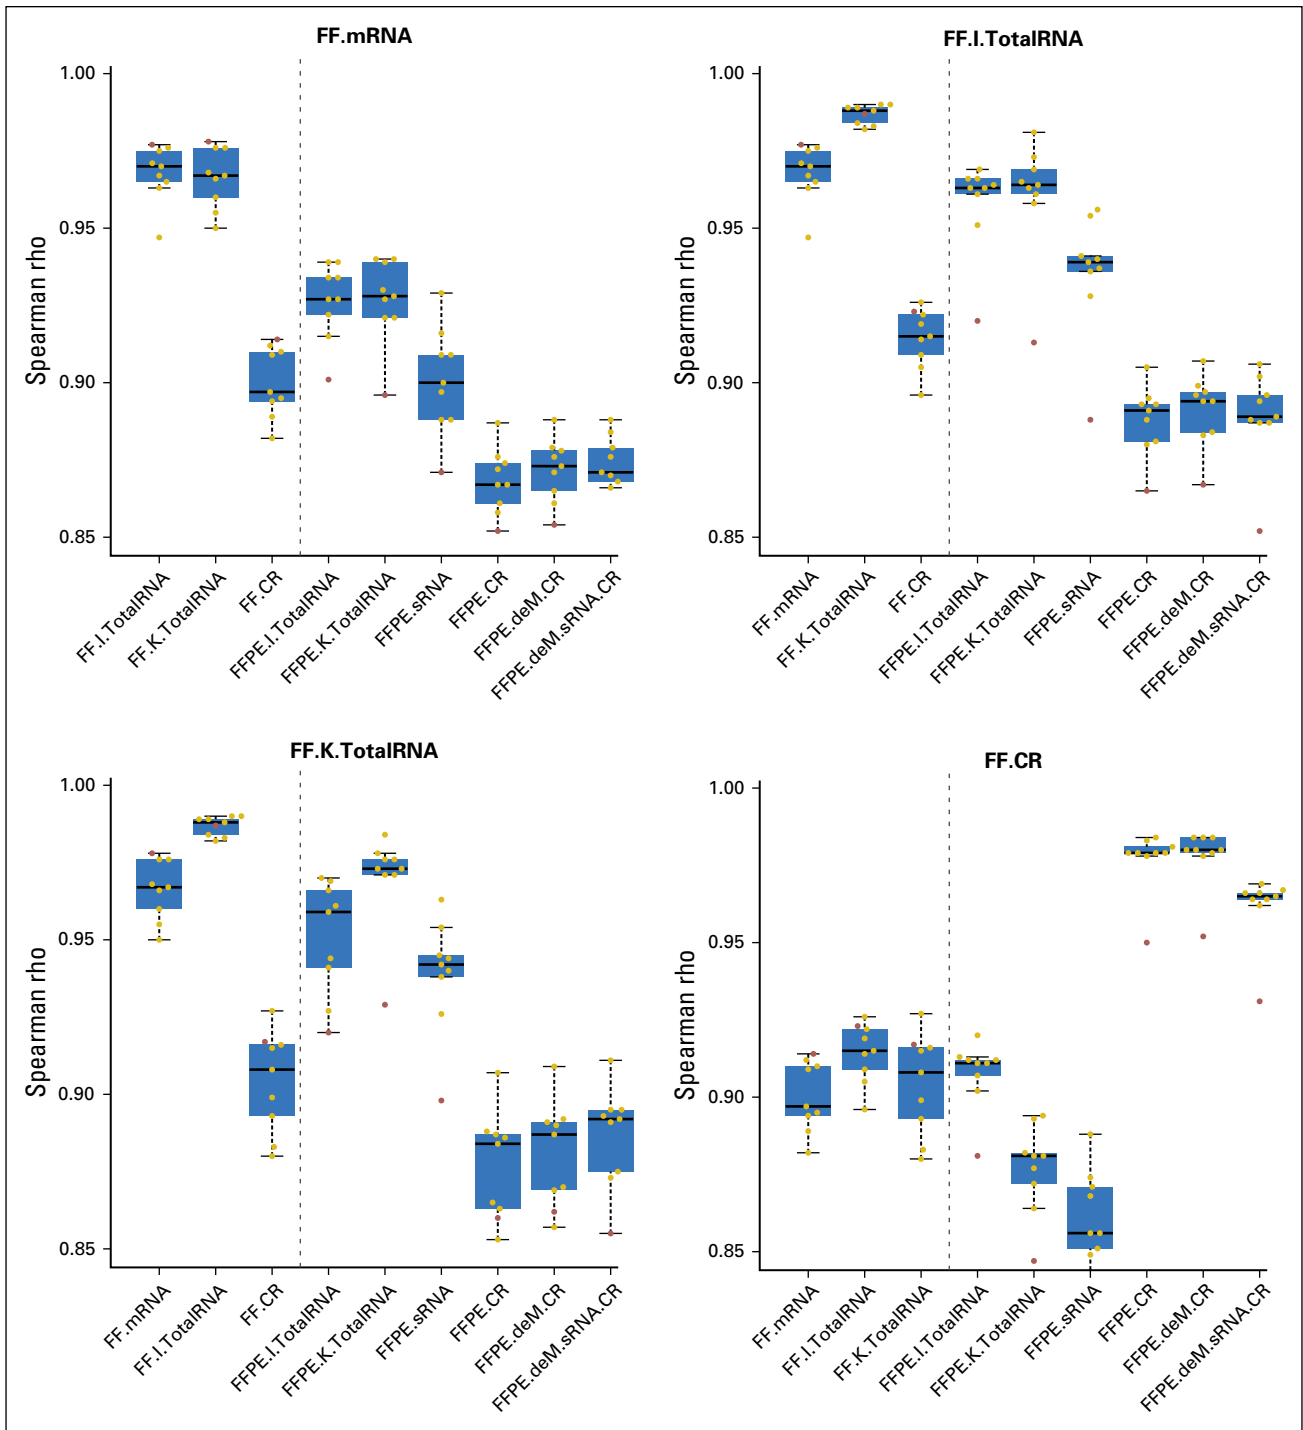 FF.mRNA
Spearman rho
1.00
0.95
0.90
0.85
FF.I.TotalRNA
FF.K.TotalRNA
FF.CR
FFPE.I.TotalRNA
FFPE.K.TotalRNA
FFPE.sRNA
FFPE.CR
FFPE.deM.CR
FFPE.deM.sRNA.CR
FF.I.TotalRNA
Spearman rho
1.00
0.95
0.90
0.85
FF.mRNA
FF.K.TotalRNA
FF.CR
FFPE.I.TotalRNA
FFPE.K.TotalRNA
FFPE.sRNA
FFPE.CR
FFPE.deM.CR
FFPE.deM.sRNA.CR
FF.K.TotalRNA
Spearman rho
1.00
0.95
0.90
0.85
FF.mRNA
FF.I.TotalRNA
FF.CR
FFPE.I.TotalRNA
FFPE.K.TotalRNA
FFPE.sRNA
FFPE.CR
FFPE.deM.CR
FFPE.deM.sRNA.CR
FF.CR
Spearman rho
1.00
0.95
0.90
0.85
FF.mRNA
FF.I.TotalRNA
FF.K.TotalRNA
FFPE.I.TotalRNA
FFPE.K.TotalRNA
FFPE.sRNA
FFPE.CR
FFPE.deM.CR
FFPE.deM.sRNA.CR